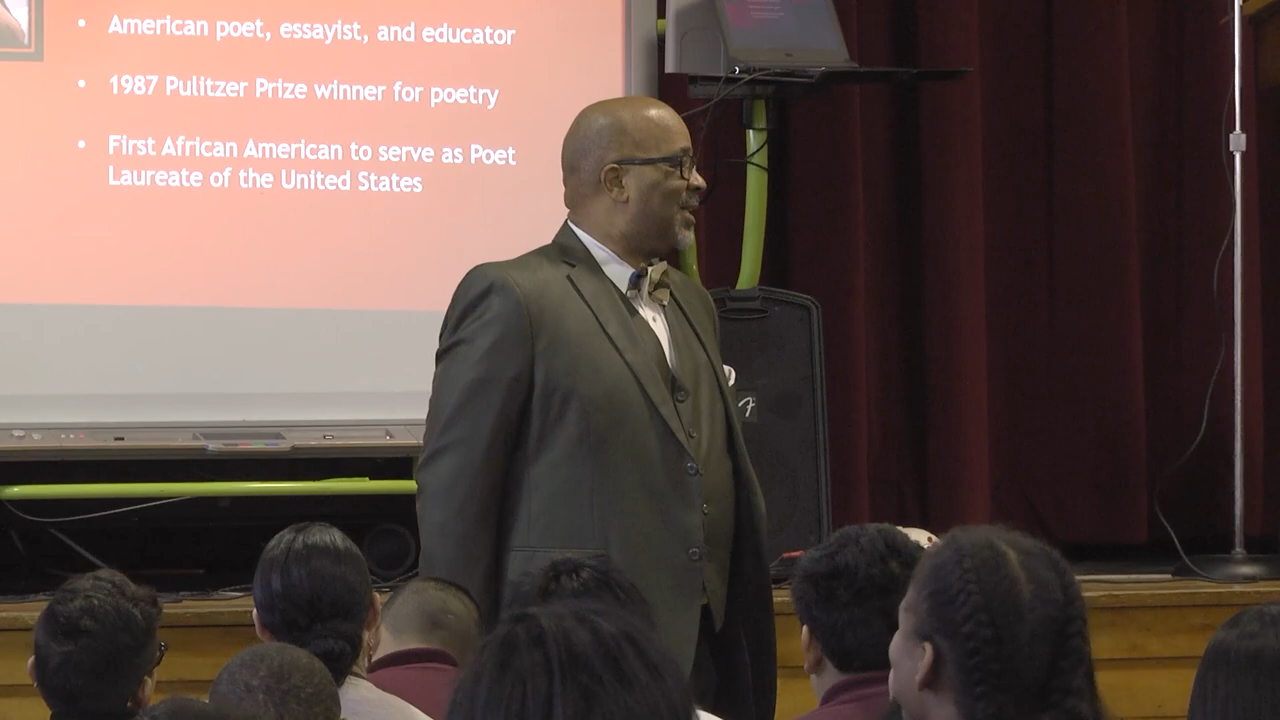 • American poet, essayist, and educator
• 1987 Pulitzer Prize winner for poetry
• First African American to serve as Poet
Laureate of the United States